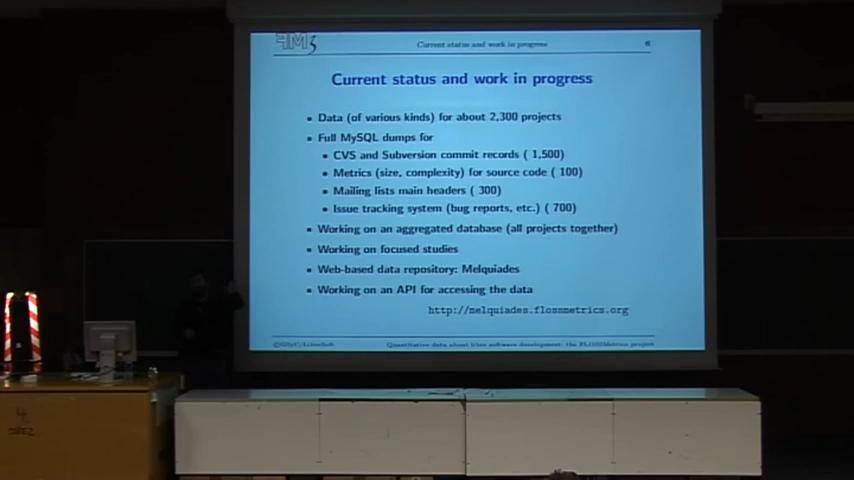 Current status and work in progress 6
Current status and work in progress
Data (of various kinds) for about 2,300 projects
Full MySQL dumps for
CVS and Subversion commit records ( 1,500)
Metrics (size, complexity) for source code ( 100)
Mailing lists main headers ( 300)
Issue tracking system (bug reports, etc.) ( 700)
Working on an aggregated database (all projects together)
Working on focused studies
Web-based data repository: Melquiades
Working on an API for accessing the data
http://melquiades.flossmetrics.org
©GSyC/LibreSoft Quantitative data about libre software development: the FLOSSMetrics project